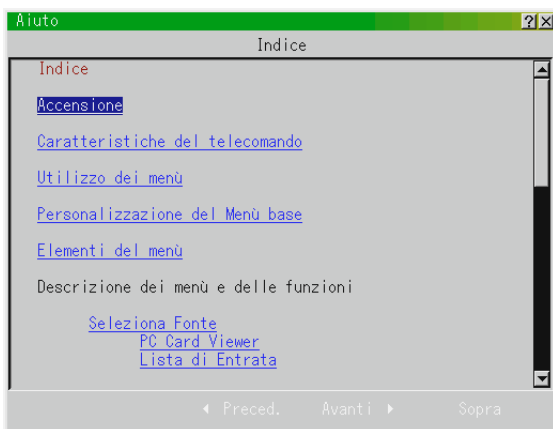 Aiuto
Indice
Indice
Accensione
Caratteristiche del telecomando
Utilizzo dei menù
Personalizzazione del Menù base
Elementi del menù
Descrizione dei menù e delle funzioni
Seleziona Fonte
PC Card Viewer
Lista di Entrata
Preced. Avanti Sopra